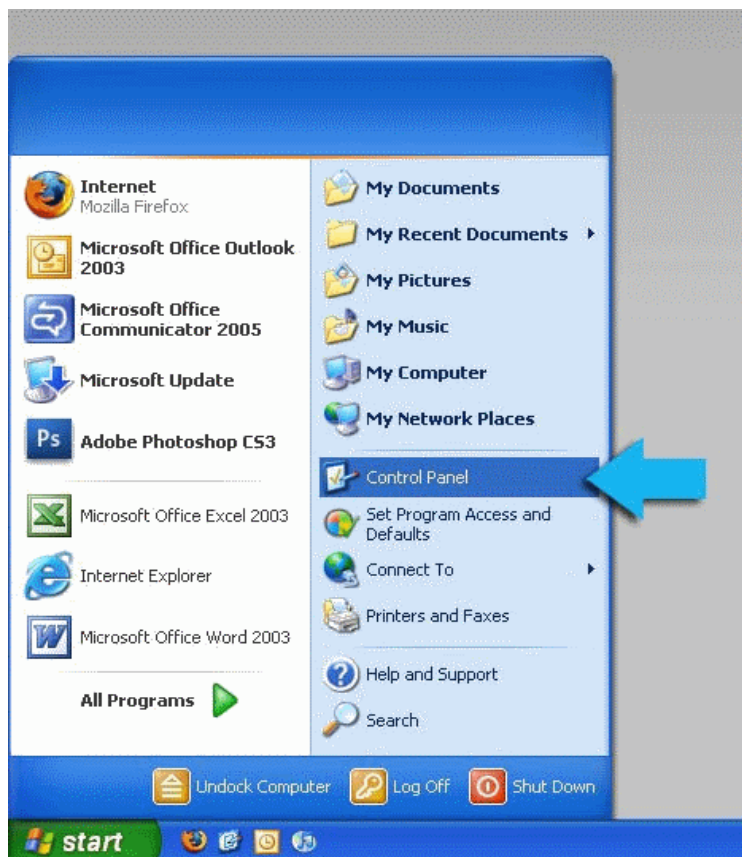 Internet
Mozilla Firefox
Microsoft Office Outlook
2003
Microsoft Office
Communicator 2005
Microsoft Update
Ps
Adobe Photoshop CS3
Microsoft Office Excel 2003
Internet Explorer
Microsoft Office Word 2003
All Programs
My Documents
My Recent Documents
My Pictures
My Music
My Computer
My Network Places
Control Panel
Set Program Access and
Defaults
Connect To
Printers and Faxes
Help and Support
Search
Undock Computer
Log Off
Shut Down
start